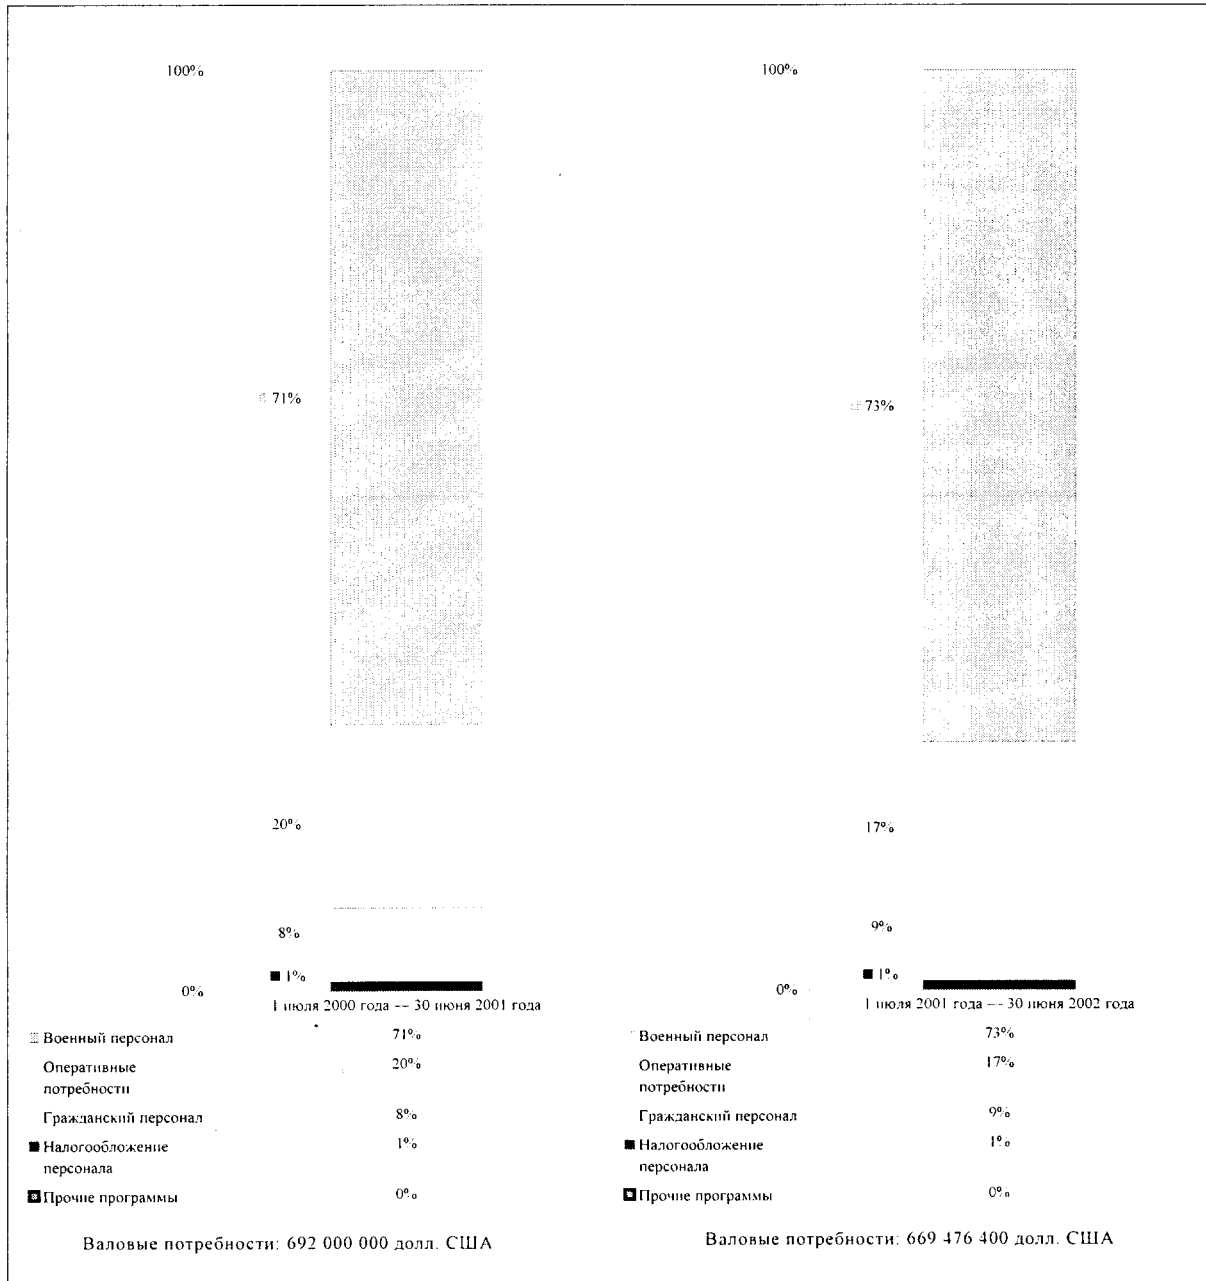 100%
71%
20%
8%
1%
0%
1 июля 2000 года — 30 июня 2001 года
Военный персонал 71%
Оперативные 20%
потребности
Гражданский персонал 8%
Налогообложение 1%
персонала
Прочие программы 0%
Валовые потребности: 692 000 000 долл. США
100%
73%
17%
9%
1%
0%
1 июля 2001 года — 30 июня 2002 года
Военный персонал 73%
Оперативные 17%
потребности
Гражданский персонал 9%
Налогообложение 1%
персонала
Прочие программы 0%
Валовые потребности: 669 476 400 долл. США